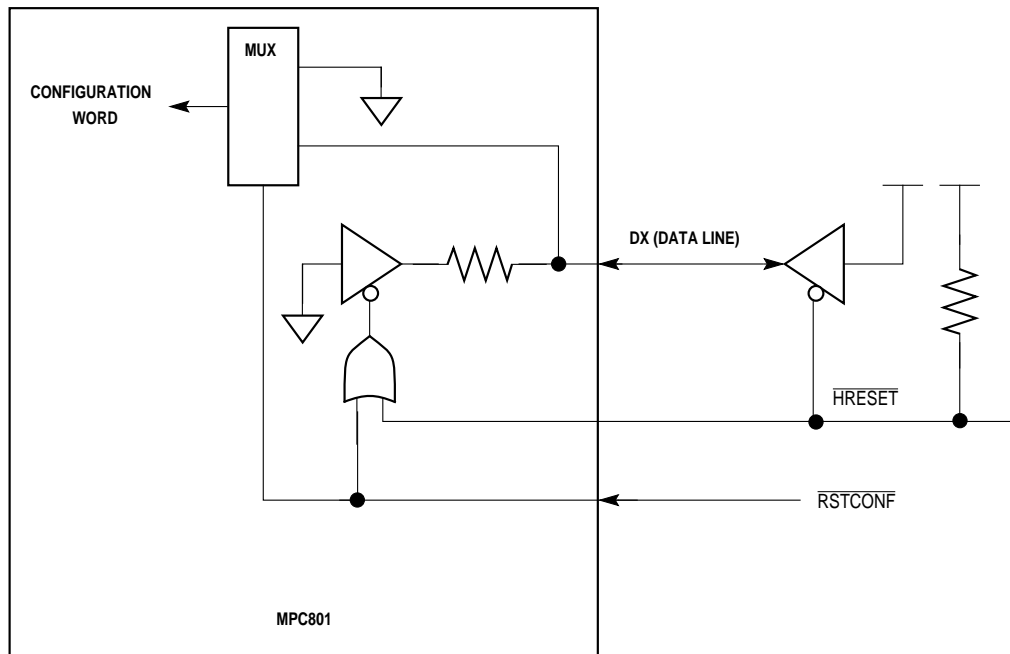 MUX
CONFIGURATION
WORD
DX (DATA LINE)
HRESET
RSTCONF
MPC801